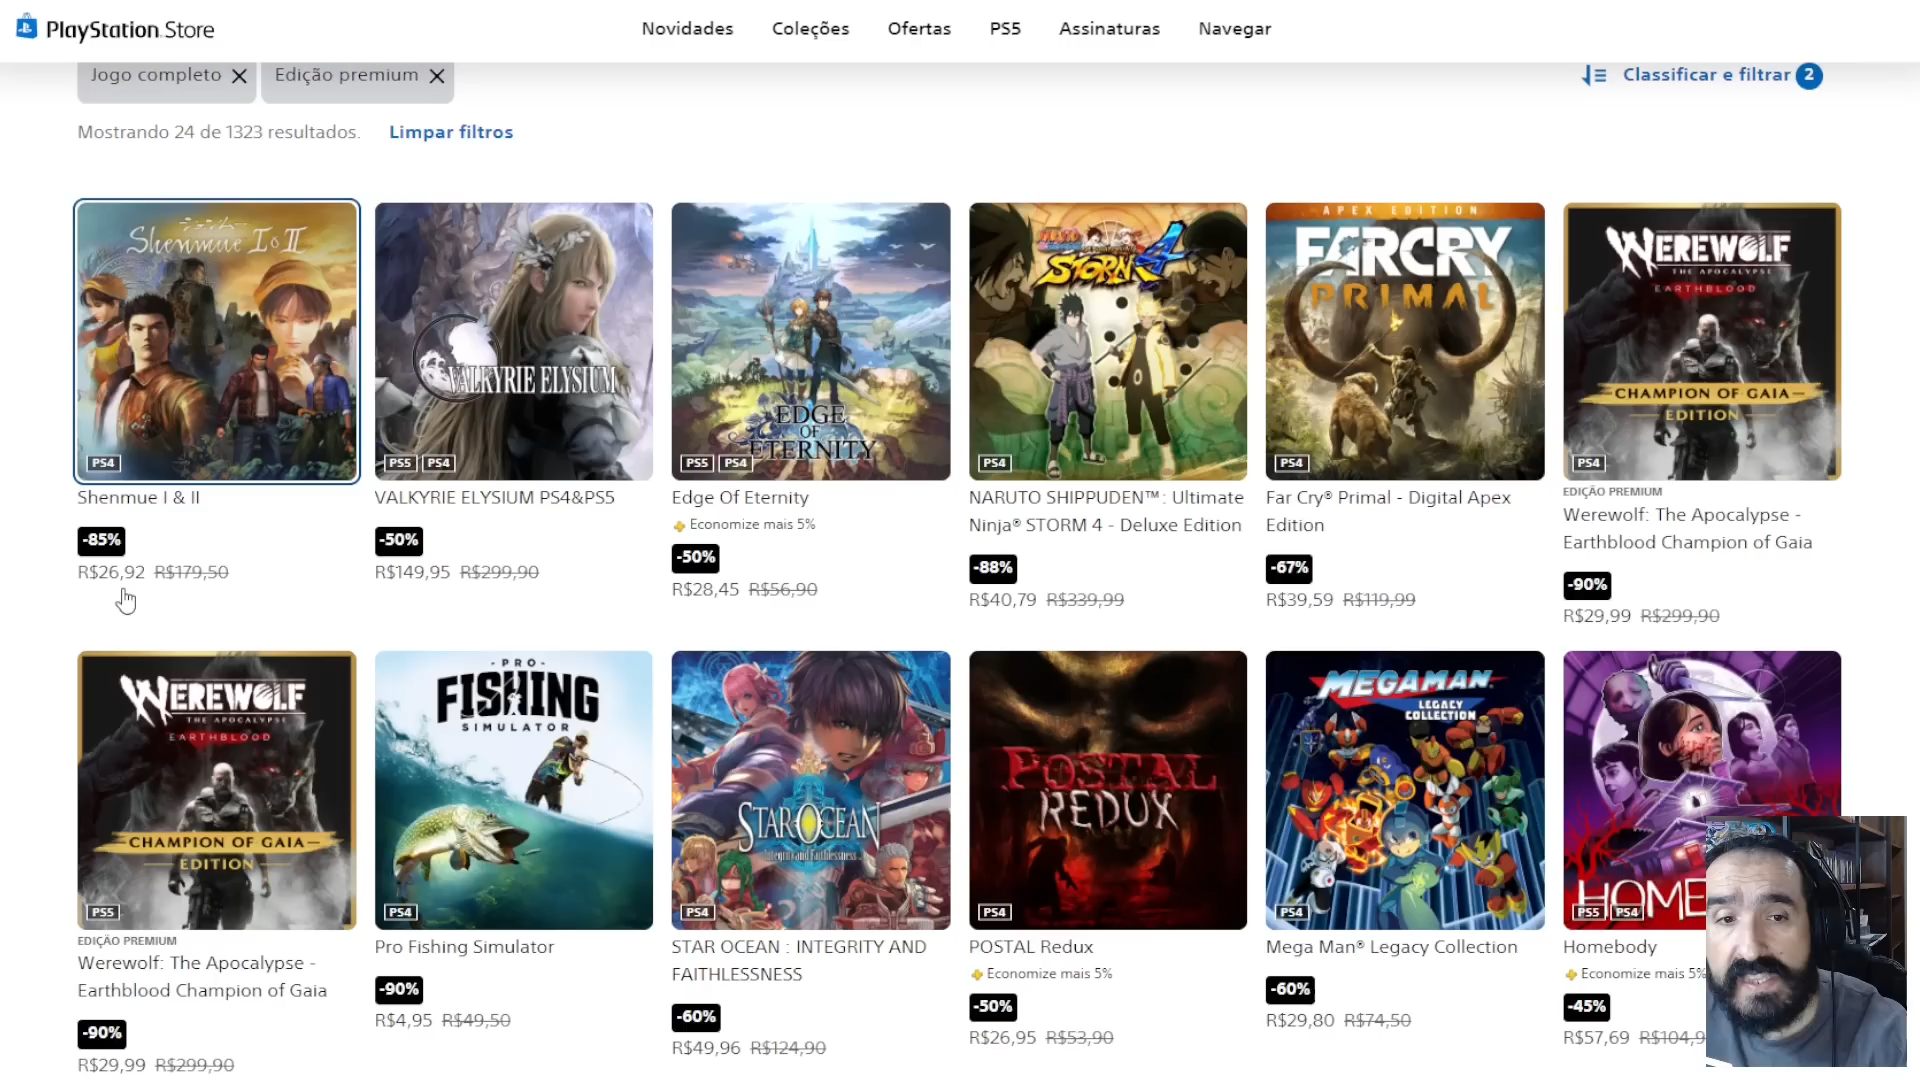 PlayStation Store
Novidades
Coleções
Ofertas
PS5
Assinaturas
Navegar
Jogo completo
Edição premium
Classificar e filtrar 2
Mostrando 24 de 1323 resultados.
Limpar filtros
Shenmue I & II
PS4
Shenmue I & II
-85%
R$26,92 R$179,50
VALKYRIE ELYSIUM
PS5 PS4
VALKYRIE ELYSIUM PS4&PS5
-50%
R$149,95 R$299,90
EDGE
OF
ETERNITY
PS5 PS4
Edge Of Eternity
Economize mais 5%
-50%
R$28,45 R$56,90
STORM 4
PS4
NARUTO SHIPPUDEN™: Ultimate
Ninja® STORM 4 - Deluxe Edition
-88%
R$40,79 R$339,99
APEX EDITION
FARCRY
PRIMAL
PS4
Far Cry® Primal - Digital Apex
Edition
-67%
R$39,59 R$119,99
WEREWOLF
THE APOCALYPSE
EARTHBLOOD
CHAMPION OF GAIA
EDITION
PS4
EDIÇÃO PREMIUM
Werewolf: The Apocalypse -
Earthblood Champion of Gaia
-90%
R$29,99 R$299,90
WEREWOLF
THE APOCALYPSE
EARTHBLOOD
CHAMPION OF GAIA
EDITION
PS5
EDIÇÃO PREMIUM
Werewolf: The Apocalypse -
Earthblood Champion of Gaia
-90%
R$29,99 R$299,90
PRO
FISHING
SIMULATOR
PS4
Pro Fishing Simulator
-90%
R$4,95 R$49,50
STAR OCEAN
Integrity and Faithlessness
PS4
STAR OCEAN : INTEGRITY AND
FAITHLESSNESS
-60%
R$49,96 R$124,90
POSTAL
REDUX
PS4
POSTAL Redux
Economize mais 5%
-50%
R$26,95 R$53,90
MEGAMAN
LEGACY
COLLECTION
PS4
Mega Man® Legacy Collection
-60%
R$29,80 R$74,50
HOME
PS5 PS4
Homebody
Economize mais 5%
-45%
R$57,69 R$104,9